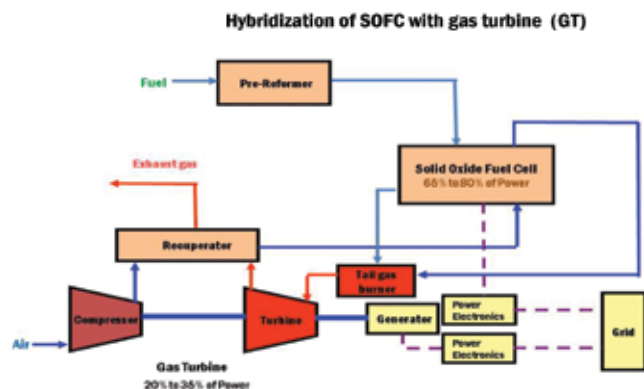 Hybridization of SOFC with gas turbine (GT)
Fuel
Pre-Reformer
Exhaust gas
Solid Oxide Fuel Cell
65% to 80% of Power
Recuperator
Tail gas
burner
Compressor
Turbine
Generator
Power
Electronics
Power
Electronics
Grid
Air
Gas Turbine
20% to 35% of Power